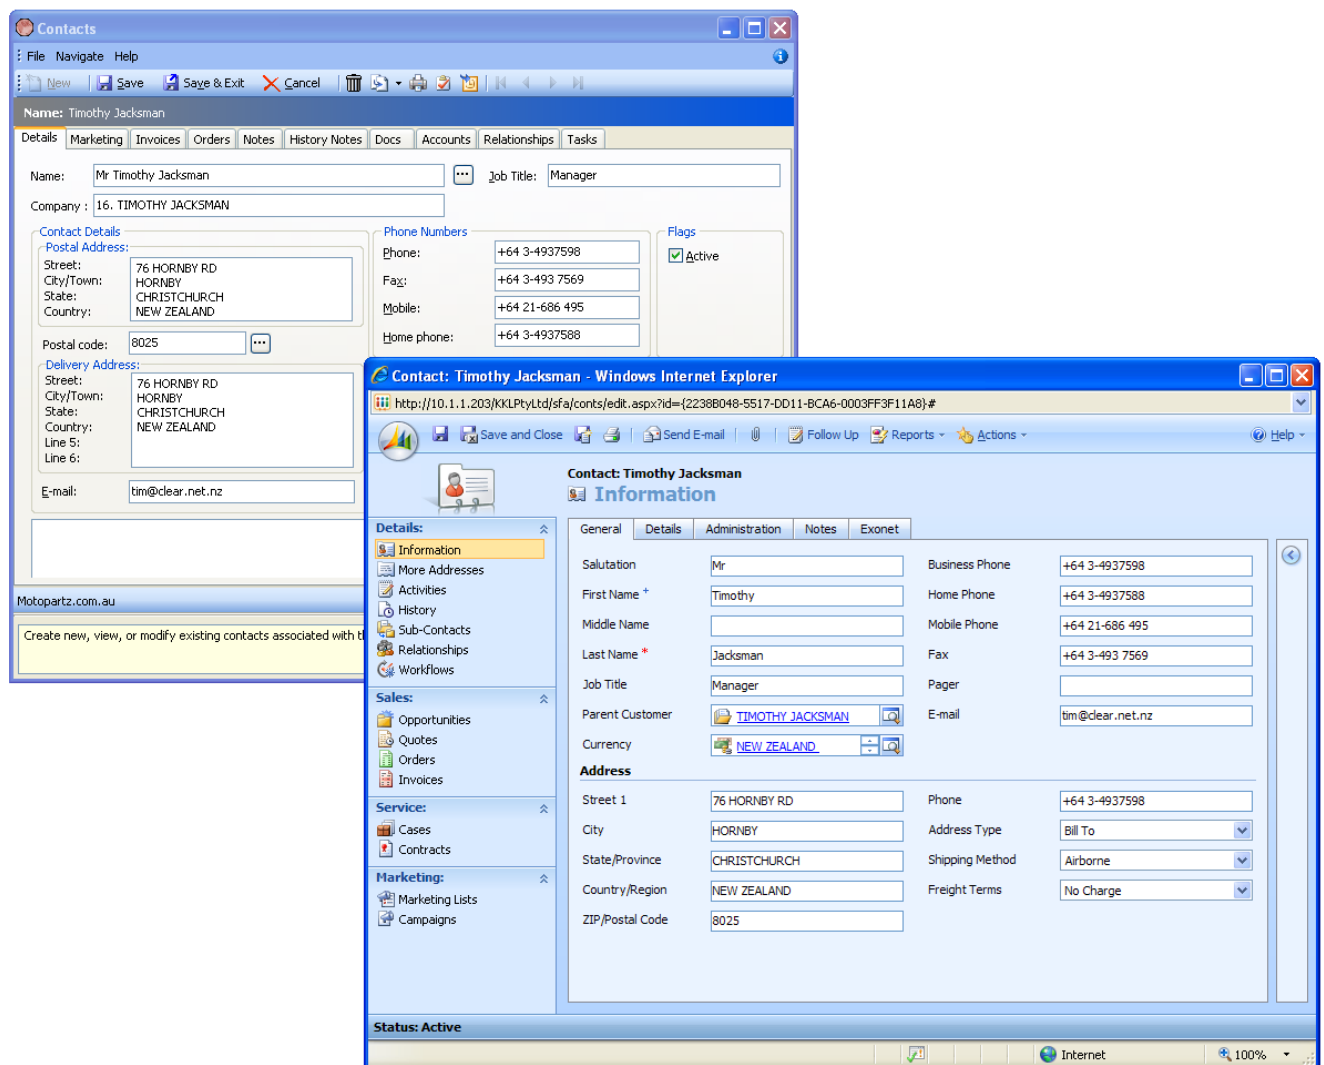 Contacts
File Navigate Help
New Save Save & Exit Cancel
Name: Timothy Jacksman
Details Marketing Invoices Orders Notes History Notes Docs Accounts Relationships Tasks
Name: Mr Timothy Jacksman ... Job Title: Manager
Company : 16. TIMOTHY JACKSMAN
Contact Details
Postal Address:
Street: 76 HORNBY RD
City/Town: HORNBY
State: CHRISTCHURCH
Country: NEW ZEALAND
Postal code: 8025 ...
Delivery Address:
Street: 76 HORNBY RD
City/Town: HORNBY
State: CHRISTCHURCH
Country: NEW ZEALAND
Line 5:
Line 6:
E-mail: tim@clear.net.nz
Phone Numbers
Phone: +64 3-4937598
Fax: +64 3-493 7569
Mobile: +64 21-686 495
Home phone: +64 3-4937588
Flags
Active
Motopartz.com.au
Create new, view, or modify existing contacts associated with
Contact: Timothy Jacksman - Windows Internet Explorer
http://10.1.1.203/KKLPtyLtd/sfa/conts/edit.aspx?id={2238B048-5517-DD11-BCA6-0003FF3F11A8}#
Save and Close Send E-mail Follow Up Reports Actions Help
Contact: Timothy Jacksman
Information
Details:
Information
More Addresses
Activities
History
Sub-Contacts
Relationships
Workflows
Sales:
Opportunities
Quotes
Orders
Invoices
Service:
Cases
Contracts
Marketing:
Marketing Lists
Campaigns
General Details Administration Notes Exonet
Salutation Mr Business Phone +64 3-4937598
First Name + Timothy Home Phone +64 3-4937588
Middle Name Mobile Phone +64 21-686 495
Last Name * Jacksman Fax +64 3-493 7569
Job Title Manager Pager
Parent Customer TIMOTHY JACKSMAN E-mail tim@clear.net.nz
Currency NEW ZEALAND
Address
Street 1 76 HORNBY RD Phone +64 3-4937598
City HORNBY Address Type Bill To
State/Province CHRISTCHURCH Shipping Method Airborne
Country/Region NEW ZEALAND Freight Terms No Charge
ZIP/Postal Code 8025
Status: Active
Internet 100%